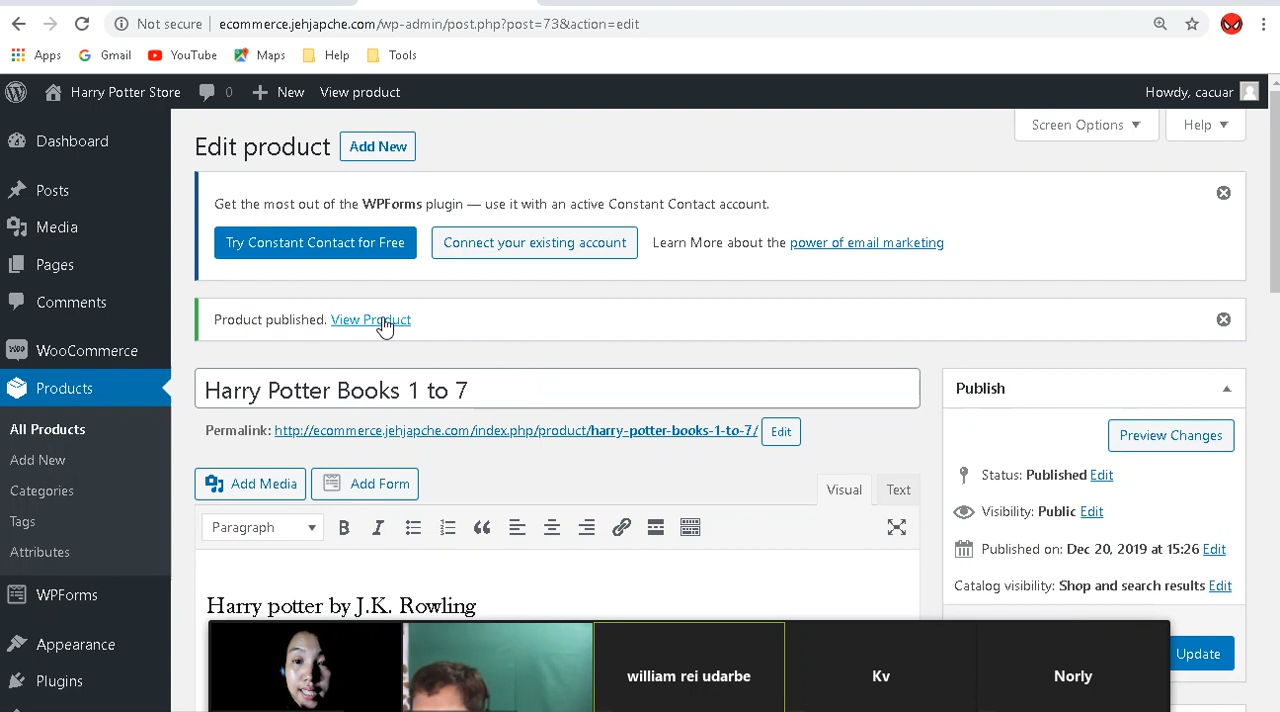 Not secure | ecommerce.jehjapche.com/wp-admin/post.php?post=73&action=edit
Apps Gmail YouTube Maps Help Tools
Harry Potter Store 0 New View product Howdy, cacuar
Dashboard
Posts
Media
Pages
Comments
WooCommerce
Products
All Products
Add New
Categories
Tags
Attributes
WPForms
Appearance
Plugins
Screen Options Help
Edit product Add New
Get the most out of the WPForms plugin — use it with an active Constant Contact account.
Try Constant Contact for Free Connect your existing account Learn More about the power of email marketing
Product published. View Product
Harry Potter Books 1 to 7
Permalink: http://ecommerce.jehjapche.com/index.php/product/harry-potter-books-1-to-7/ Edit
Add Media Add Form Visual Text
Paragraph B I
Harry potter by J.K. Rowling
Publish
Preview Changes
Status: Published Edit
Visibility: Public Edit
Published on: Dec 20, 2019 at 15:26 Edit
Catalog visibility: Shop and search results Edit
Update
william rei udarbe Kv Norly